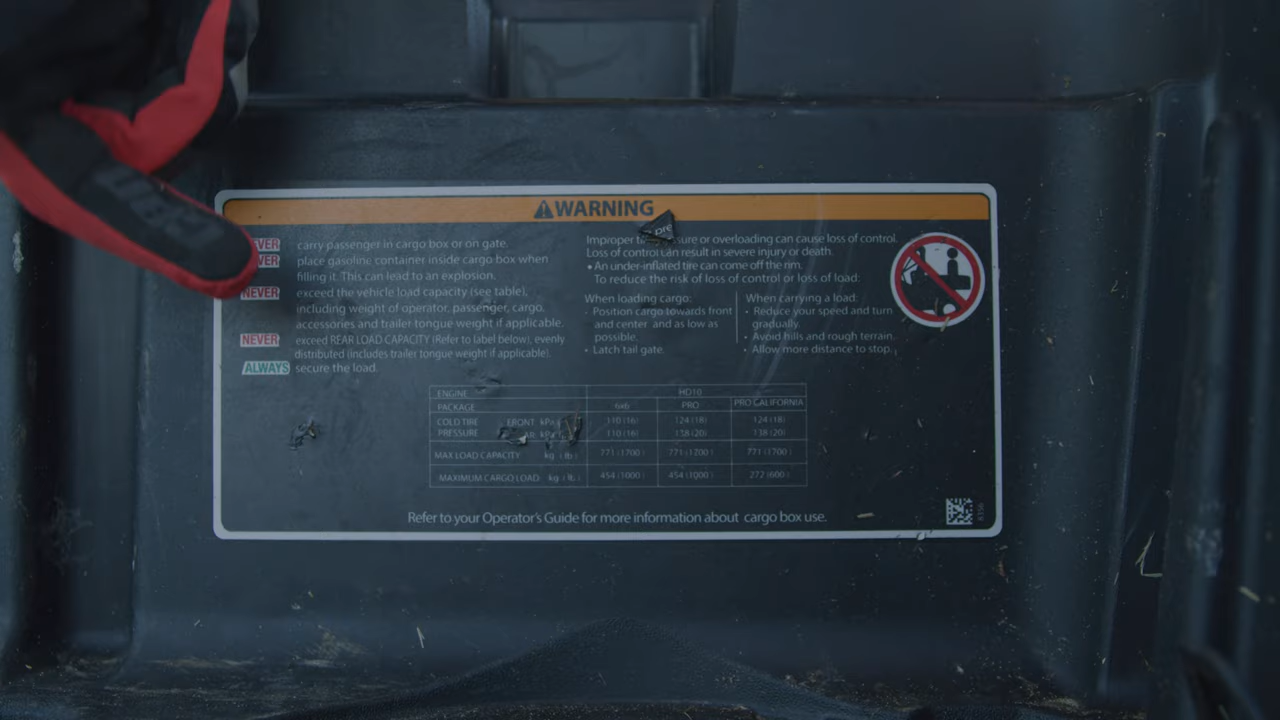 WARNING
NEVER carry passenger in cargo box or on gate.
NEVER place gasoline container inside cargo box when
filling it. This can lead to an explosion.
NEVER exceed the vehicle load capacity (see table),
including weight of operator, passenger, cargo,
accessories and trailer tongue weight if applicable.
NEVER exceed REAR LOAD CAPACITY (Refer to label below), evenly
distributed (includes trailer tongue weight if applicable).
ALWAYS secure the load.
Improper pressure or overloading can cause loss of control.
Loss of control can result in severe injury or death.
• An under-inflated tire can come off the rim.
To reduce the risk of loss of control or loss of load:
When loading cargo:
· Position cargo towards front
and center and as low as
possible.
· Latch tail gate.
When carrying a load:
· Reduce your speed and turn
gradually.
· Avoid hills and rough terrain.
· Allow more distance to stop.
ENGINE HD10
PACKAGE 6x6 PRO PRO CALIFORNIA
COLD TIRE FRONT: kPa 110 (16) 124 (18) 124 (18)
PRESSURE kPa 110 (16) 138 (20) 138 (20)
MAX LOAD CAPACITY kg (lb) 771 (1700) 771 (1700) 771 (1700)
MAXIMUM CARGO LOAD: kg (lb) 454 (1000) 454 (1000) 272 (600)
Refer to your Operator's Guide for more information about cargo box use.